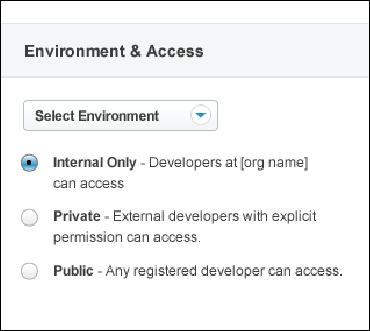 Environment & Access
Select Environment
Internal Only - Developers at [org name]
can access
Private - External developers with explicit
permission can access.
Public - Any registered developer can access.